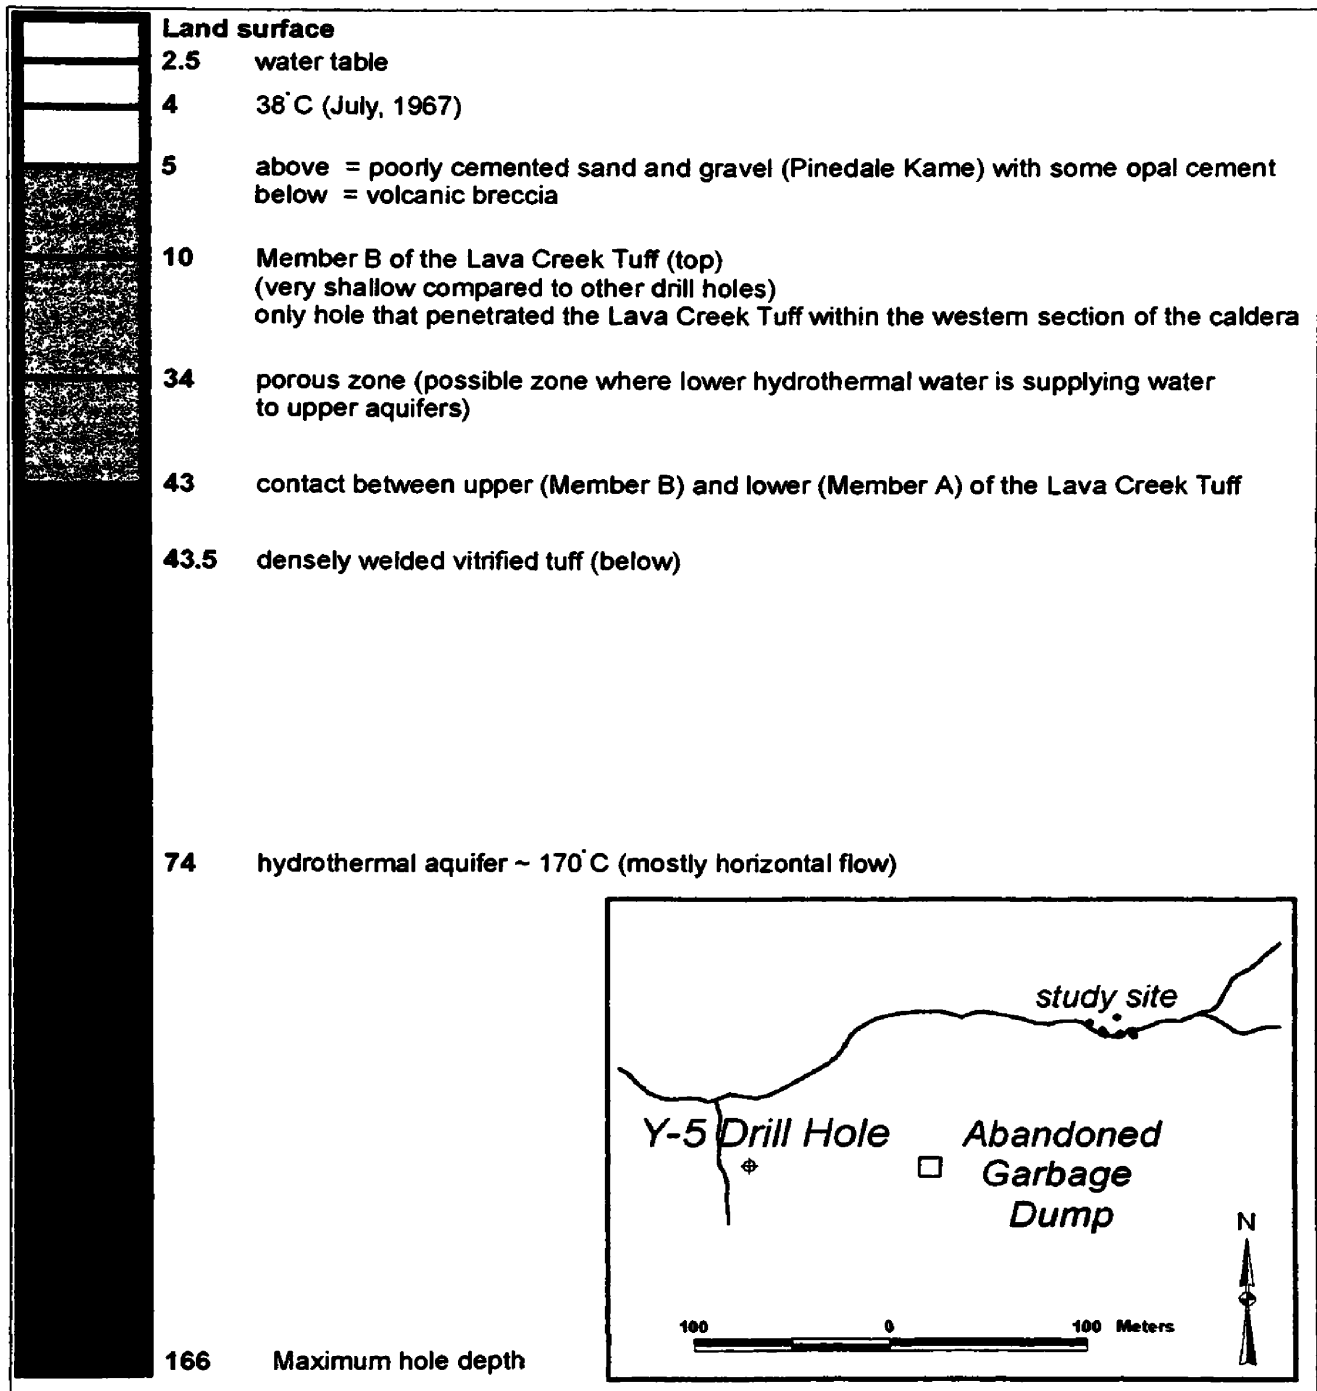 Land surface
2.5 water table
4 38°C (July, 1967)
5 above = poorly cemented sand and gravel (Pinedale Kame) with some opal cement
below = volcanic breccia
10 Member B of the Lava Creek Tuff (top)
(very shallow compared to other drill holes)
only hole that penetrated the Lava Creek Tuff within the western section of the caldera
34 porous zone (possible zone where lower hydrothermal water is supplying water
to upper aquifers)
43 contact between upper (Member B) and lower (Member A) of the Lava Creek Tuff
43.5 densely welded vitrified tuff (below)
74 hydrothermal aquifer ~ 170°C (mostly horizontal flow)
study site
Y-5 Drill Hole
Abandoned
Garbage
Dump
N
100 0 100 Meters
166 Maximum hole depth